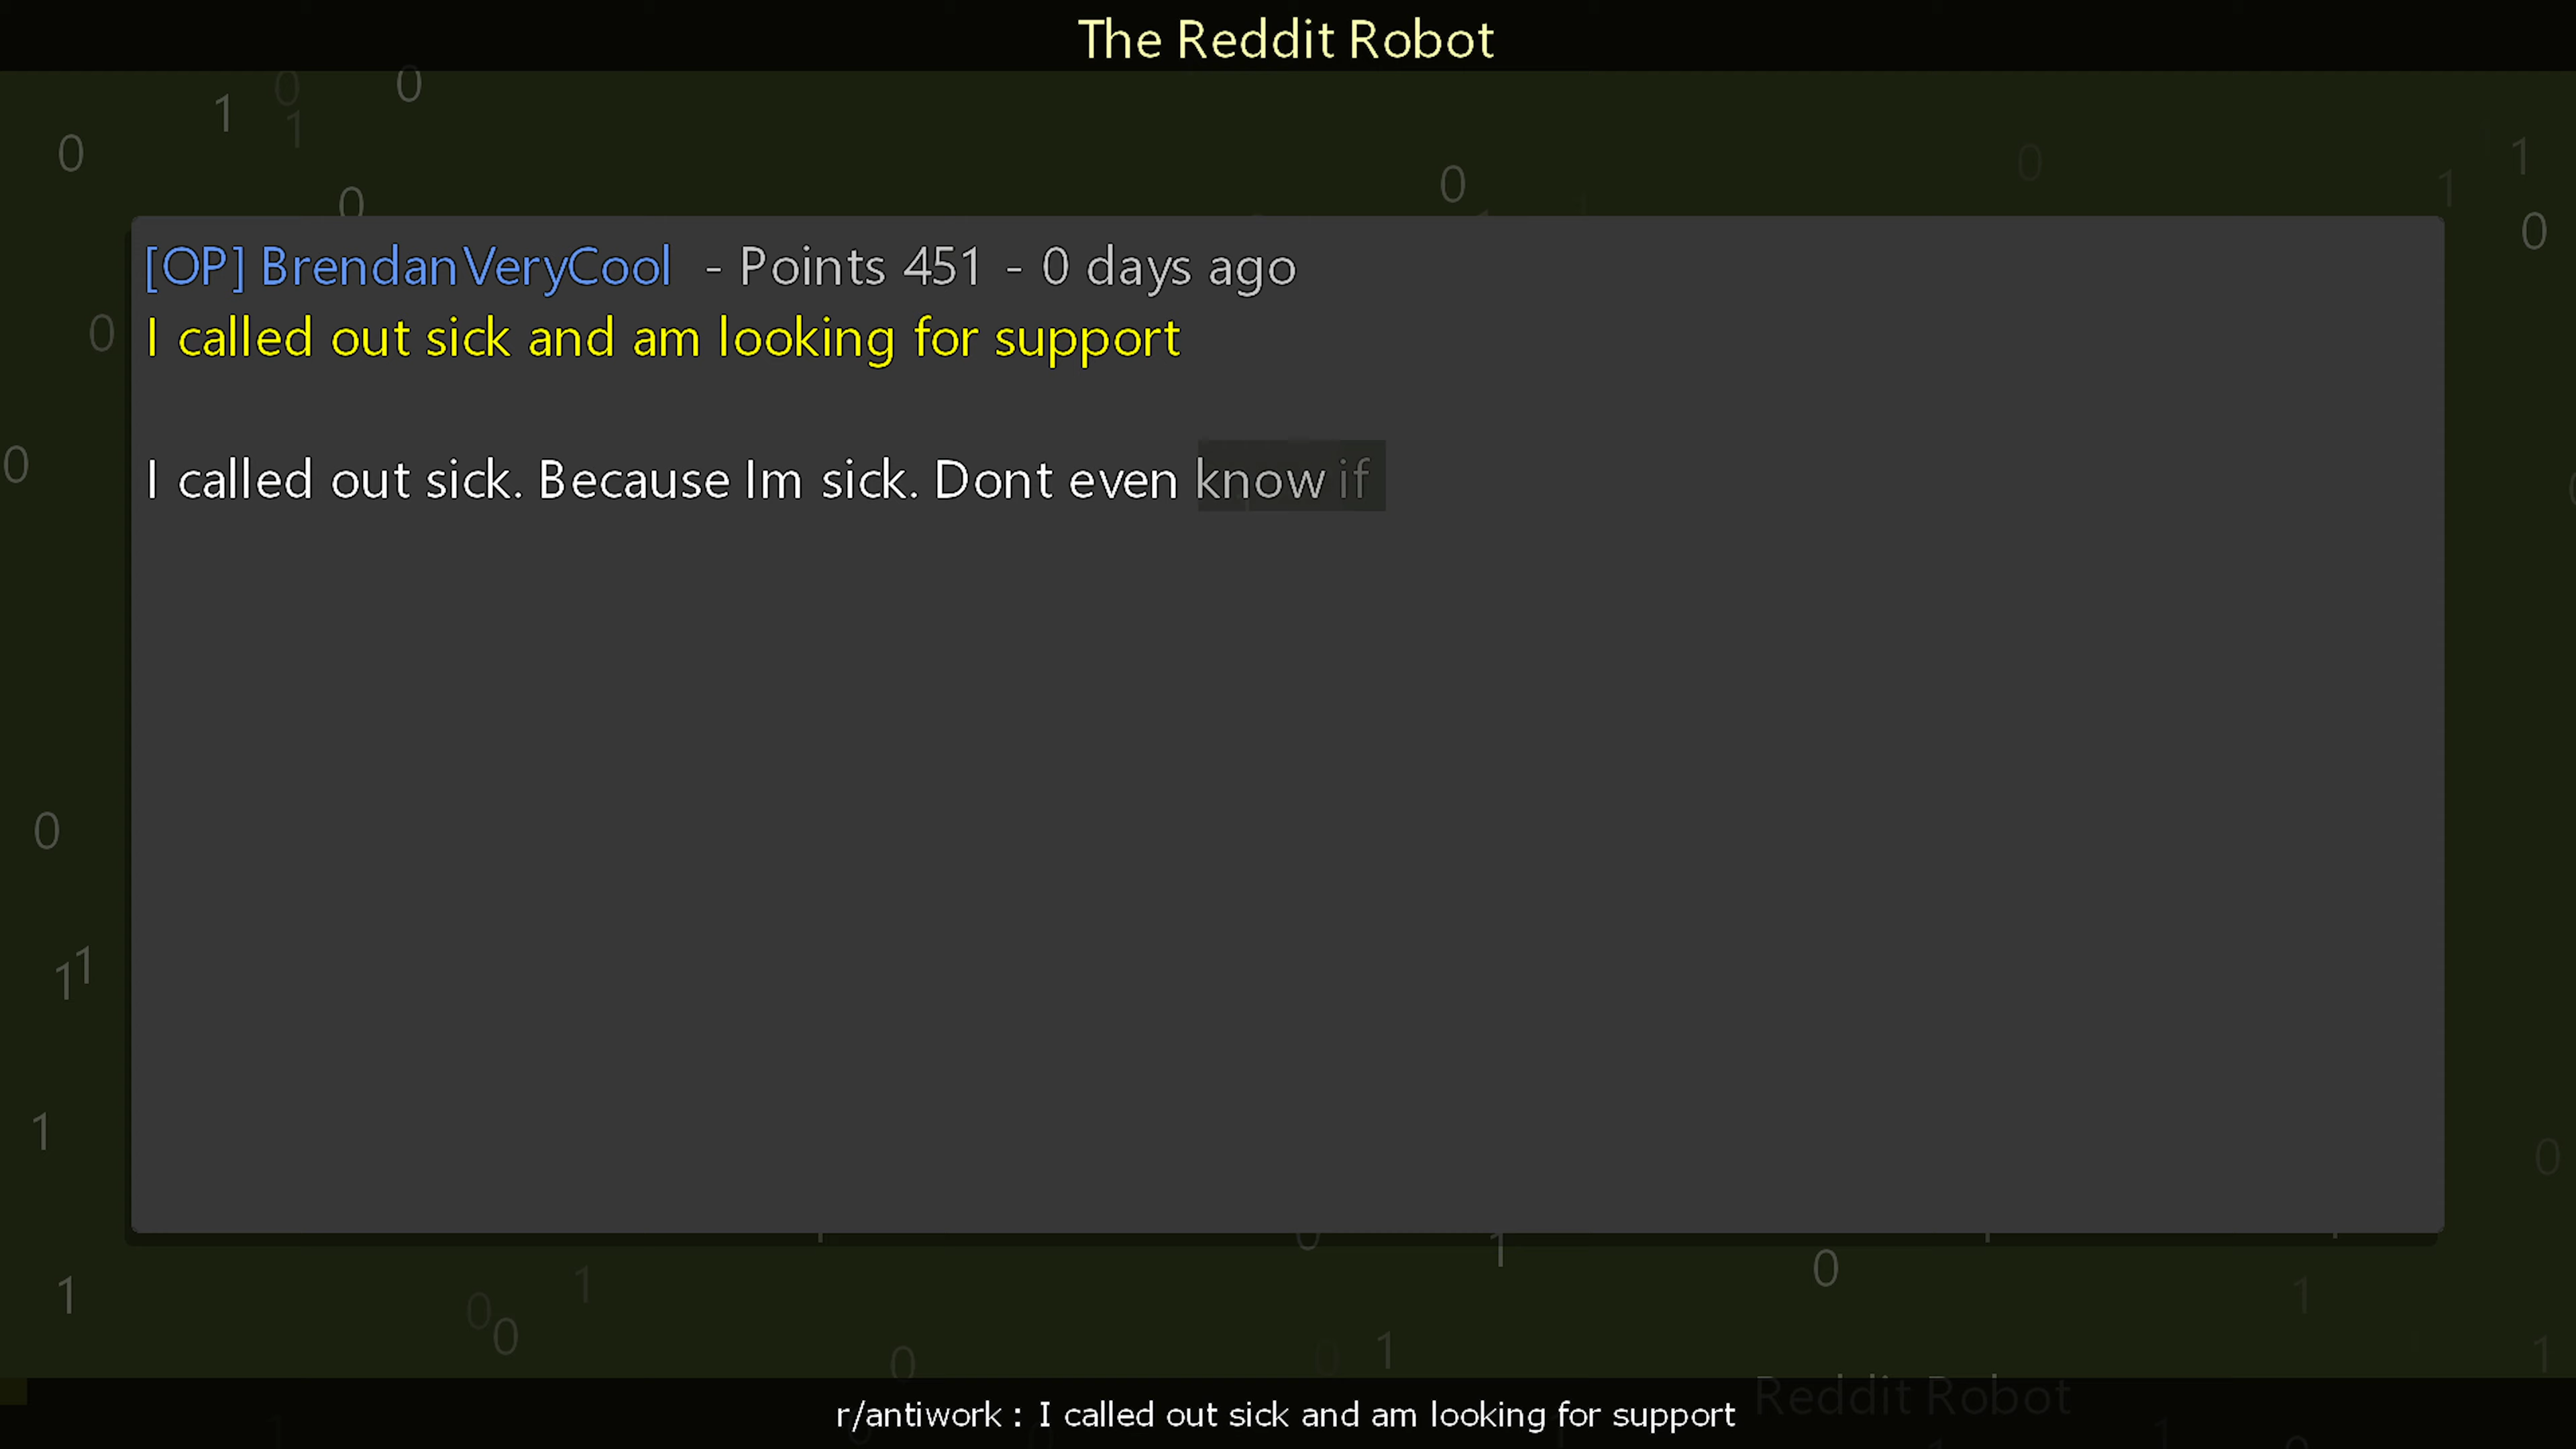 The Reddit Robot
[OP] BrendanVeryCool - Points 451 - 0 days ago
I called out sick and am looking for support
I called out sick. Because Im sick. Dont even know if
Reddit Robot
r/antiwork : I called out sick and am looking for support